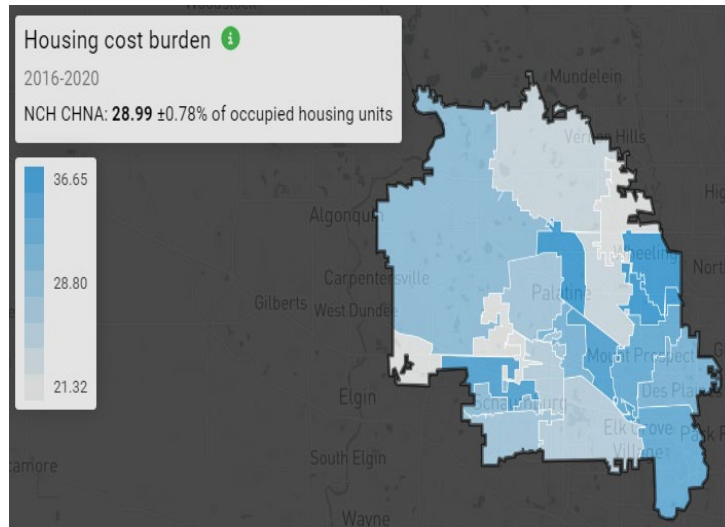 Housing cost burden
2016-2020
NCH CHNA: 28.99 ±0.78% of occupied housing units
36.65
28.80
21.32
Mundelein
Vernon Hills
Algonquin
Wheeling
Carpentersville
Gilberts
West Dundee
Palatine
Mount Prospect
Des Plain
Elgin
Schaumburg
Elk Grove
Village
Park R
South Elgin
Wayne